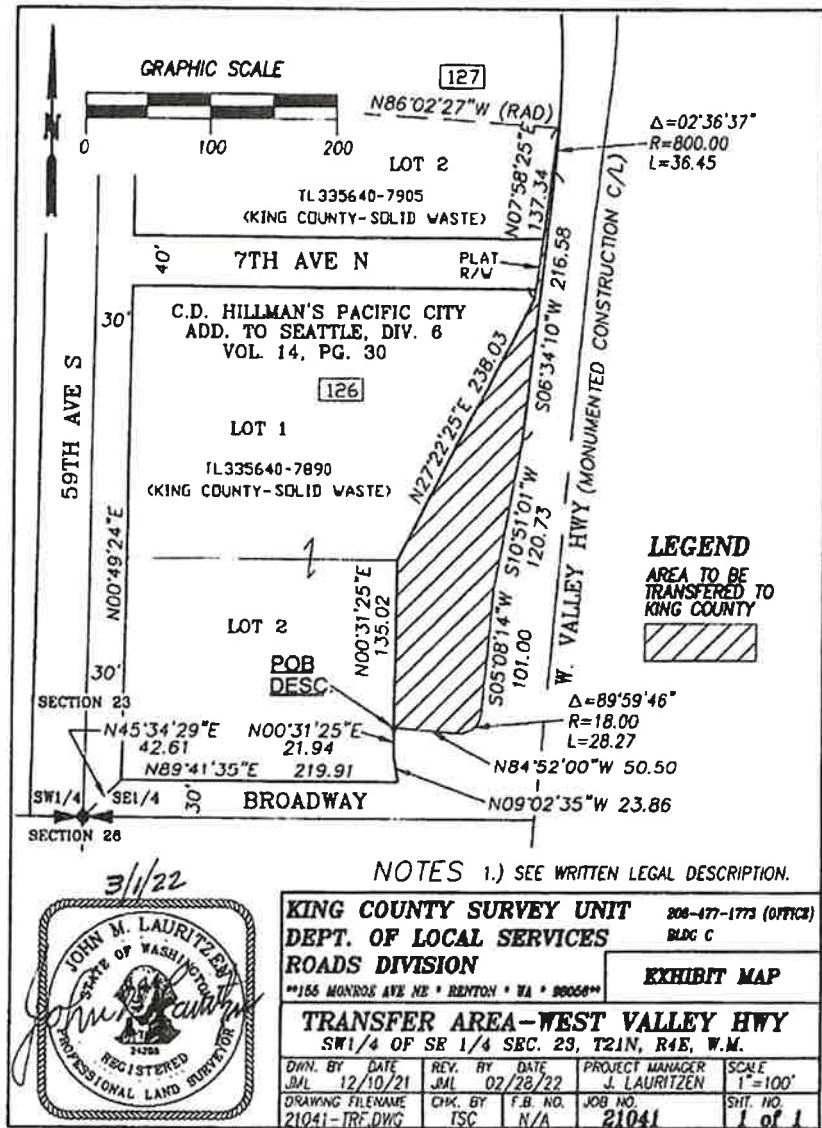 GRAPHIC SCALE
N
0 100 200
127
N86°02'27"W (RAD)
Δ=02°36'37"
R=800.00
L=36.45
LOT 2
TL335640-7905
(KING COUNTY-SOLID WASTE)
N07°58'25"E
137.34
40'
7TH AVE N
PLAT
R/W
S06°34'10"W 216.58
W. VALLEY HWY (MONUMENTED CONSTRUCTION C/L)
30'
C.D. HILLMAN'S PACIFIC CITY
ADD. TO SEATTLE, DIV. 6
VOL. 14, PG. 30
126
LOT 1
TL335640-7890
(KING COUNTY-SOLID WASTE)
59TH AVE S
N00°49'24"E
N27°22'25"E 238.03
S10°51'01"W
120.73
LEGEND
AREA TO BE
TRANSFERED TO
KING COUNTY
LOT 2
N00°31'25"E
135.02
S05°08'14"W
101.00
POB
DESC.
30'
SECTION 23
Δ=89°59'46"
R=18.00
L=28.27
N45°34'29"E
42.61
N00°31'25"E
21.94
N84°52'00"W 50.50
N89°41'35"E 219.91
N09°02'35"W 23.86
SW1/4 SE1/4
30'
BROADWAY
SECTION 26
NOTES 1.) SEE WRITTEN LEGAL DESCRIPTION.
3/1/22
JOHN M. LAURITZEN
STATE OF WASHINGTON
REGISTERED
PROFESSIONAL LAND SURVEYOR
KING COUNTY SURVEY UNIT 206-477-1773 (OFFICE)
DEPT. OF LOCAL SERVICES BLDG C
ROADS DIVISION
**155 MONROE AVE NE * RENTON * WA * 98056**
EXHIBIT MAP
TRANSFER AREA-WEST VALLEY HWY
SW1/4 OF SE 1/4 SEC. 23, T21N, R4E, W.M.
DWN. BY DATE REV. BY DATE PROJECT MANAGER SCALE
JML 12/10/21 JML 02/28/22 J. LAURITZEN 1"=100'
DRAWING FILENAME CHK. BY F.B. NO. JOB NO. SHT. NO.
21041-TRF.DWG TSC N/A 21041 1 of 1